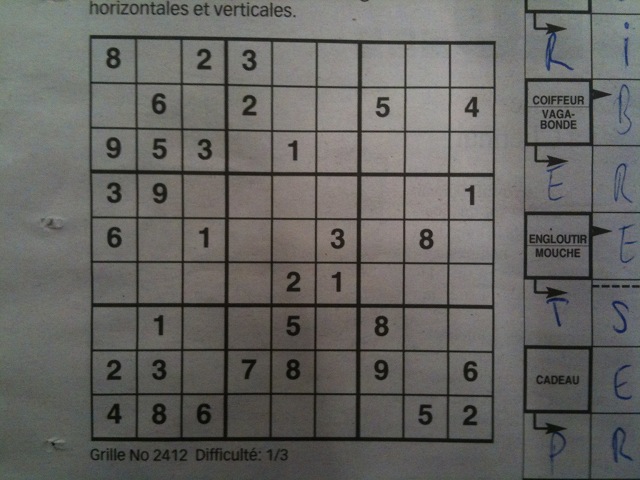 horizontales et verticales.
8 2 3
6 2 5 4
9 5 3 1
3 9 1
6 1 3 8
2 1
1 5 8
2 3 7 8 9 6
4 8 6 5 2
Grille No 2412 Difficulté: 1/3
R i
COIFFEUR
VAGA-
BONDE
B
E R
ENGLOUTIR
MOUCHE
E
T S
CADEAU
E
P R